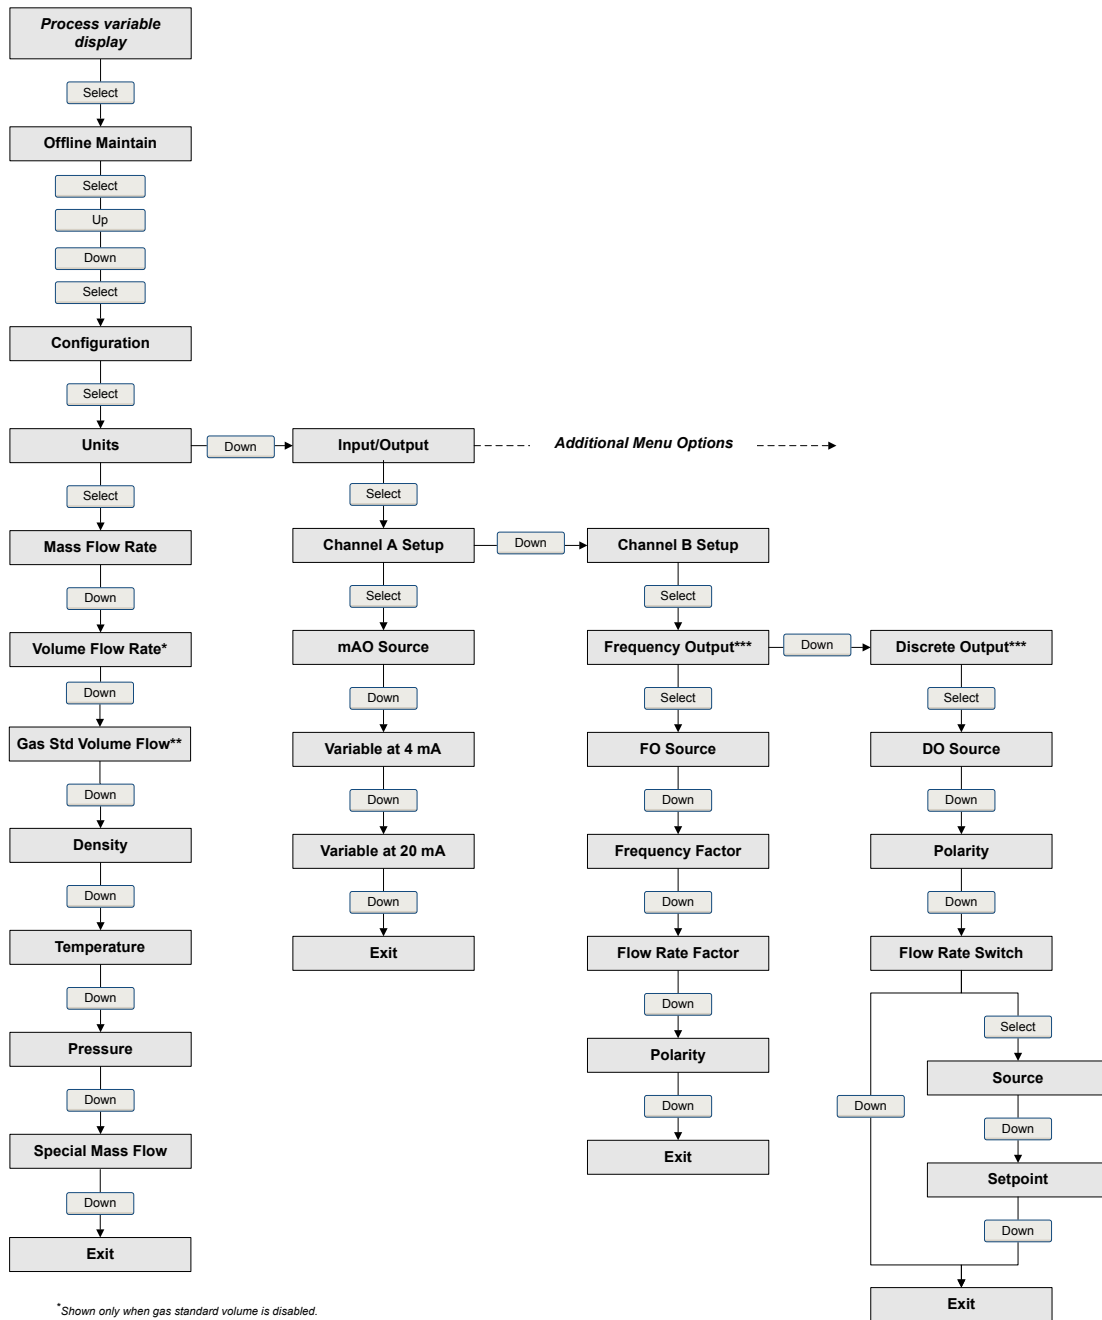 Process variable
display
Select
Offline Maintain
Select
Up
Down
Select
Configuration
Select
Units
Down
Input/Output
Additional Menu Options
Select
Mass Flow Rate
Down
Volume Flow Rate*
Down
Gas Std Volume Flow**
Down
Density
Down
Temperature
Down
Pressure
Down
Special Mass Flow
Down
Exit
Select
Channel A Setup
Down
Channel B Setup
Select
mAO Source
Down
Variable at 4 mA
Down
Variable at 20 mA
Down
Exit
Select
Frequency Output***
Down
Discrete Output***
Select
FO Source
Down
Frequency Factor
Down
Flow Rate Factor
Down
Polarity
Down
Exit
Select
DO Source
Down
Polarity
Down
Flow Rate Switch
Select
Source
Down
Down
Setpoint
Down
Exit
*Shown only when gas standard volume is disabled.